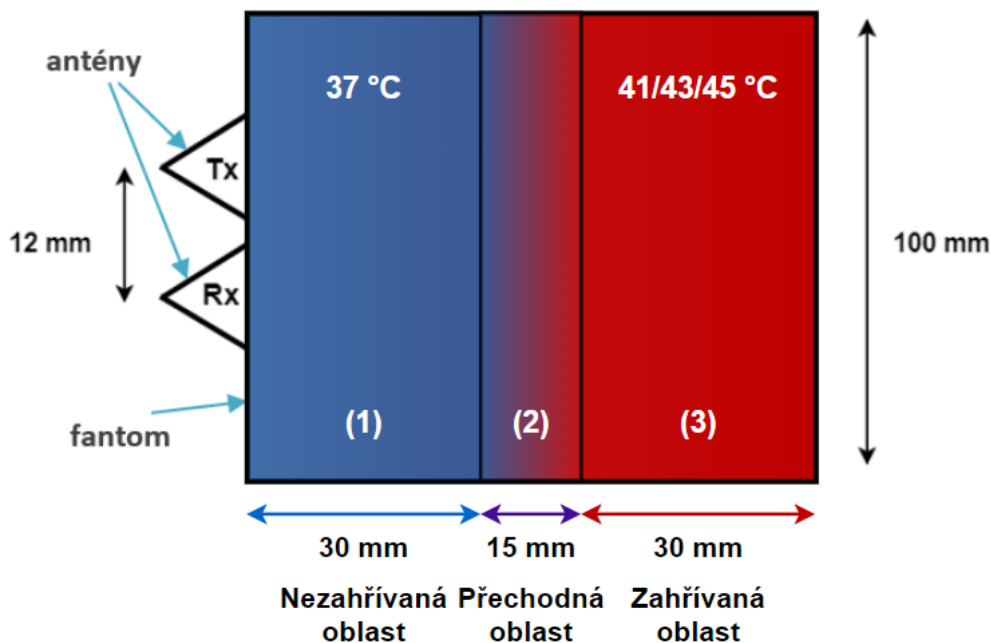 antény
37 °C
41/43/45 °C
Tx
12 mm
Rx
100 mm
fantom
(1)
(2)
(3)
30 mm
15 mm
30 mm
Nezahřívaná
oblast
Přechodná
oblast
Zahřívaná
oblast